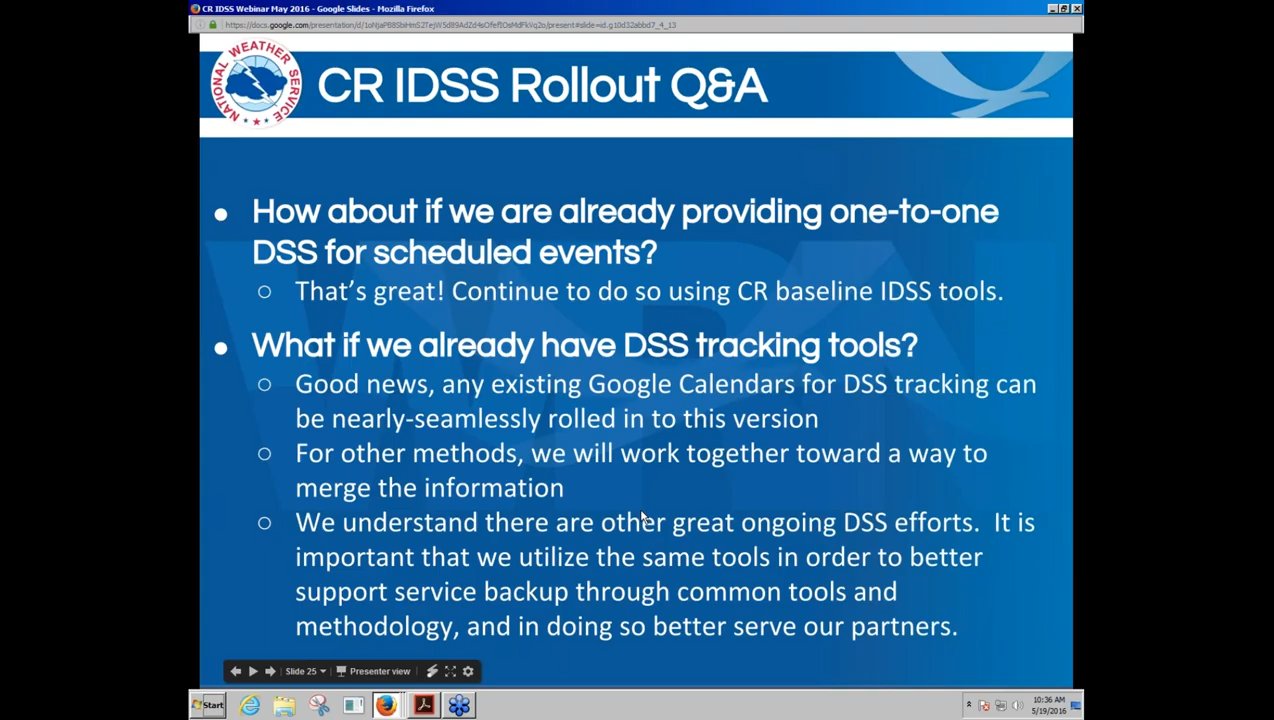 CR IDSS Webinar May 2016 - Google Slides - Mozilla Firefox
NATIONAL WEATHER SERVICE
CR IDSS Rollout Q&A
● How about if we are already providing one-to-one
DSS for scheduled events?
○ That's great! Continue to do so using CR baseline IDSS tools.
● What if we already have DSS tracking tools?
○ Good news, any existing Google Calendars for DSS tracking can
be nearly-seamlessly rolled in to this version
○ For other methods, we will work together toward a way to
merge the information
○ We understand there are other great ongoing DSS efforts.  It is
important that we utilize the same tools in order to better
support service backup through common tools and
methodology, and in doing so better serve our partners.
Slide 25
Presenter view
Start
10:36 AM
5/19/2016